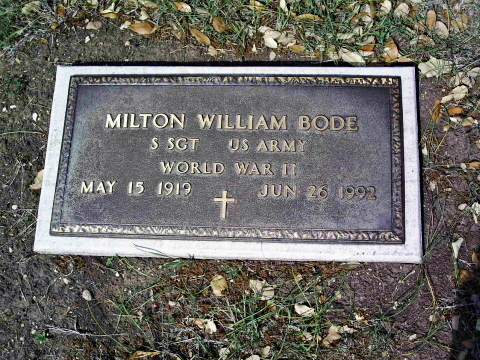 MILTON WILLIAM BODE
S SGT US ARMY
WORLD WAR II
MAY 15 1919 JUN 26 1992